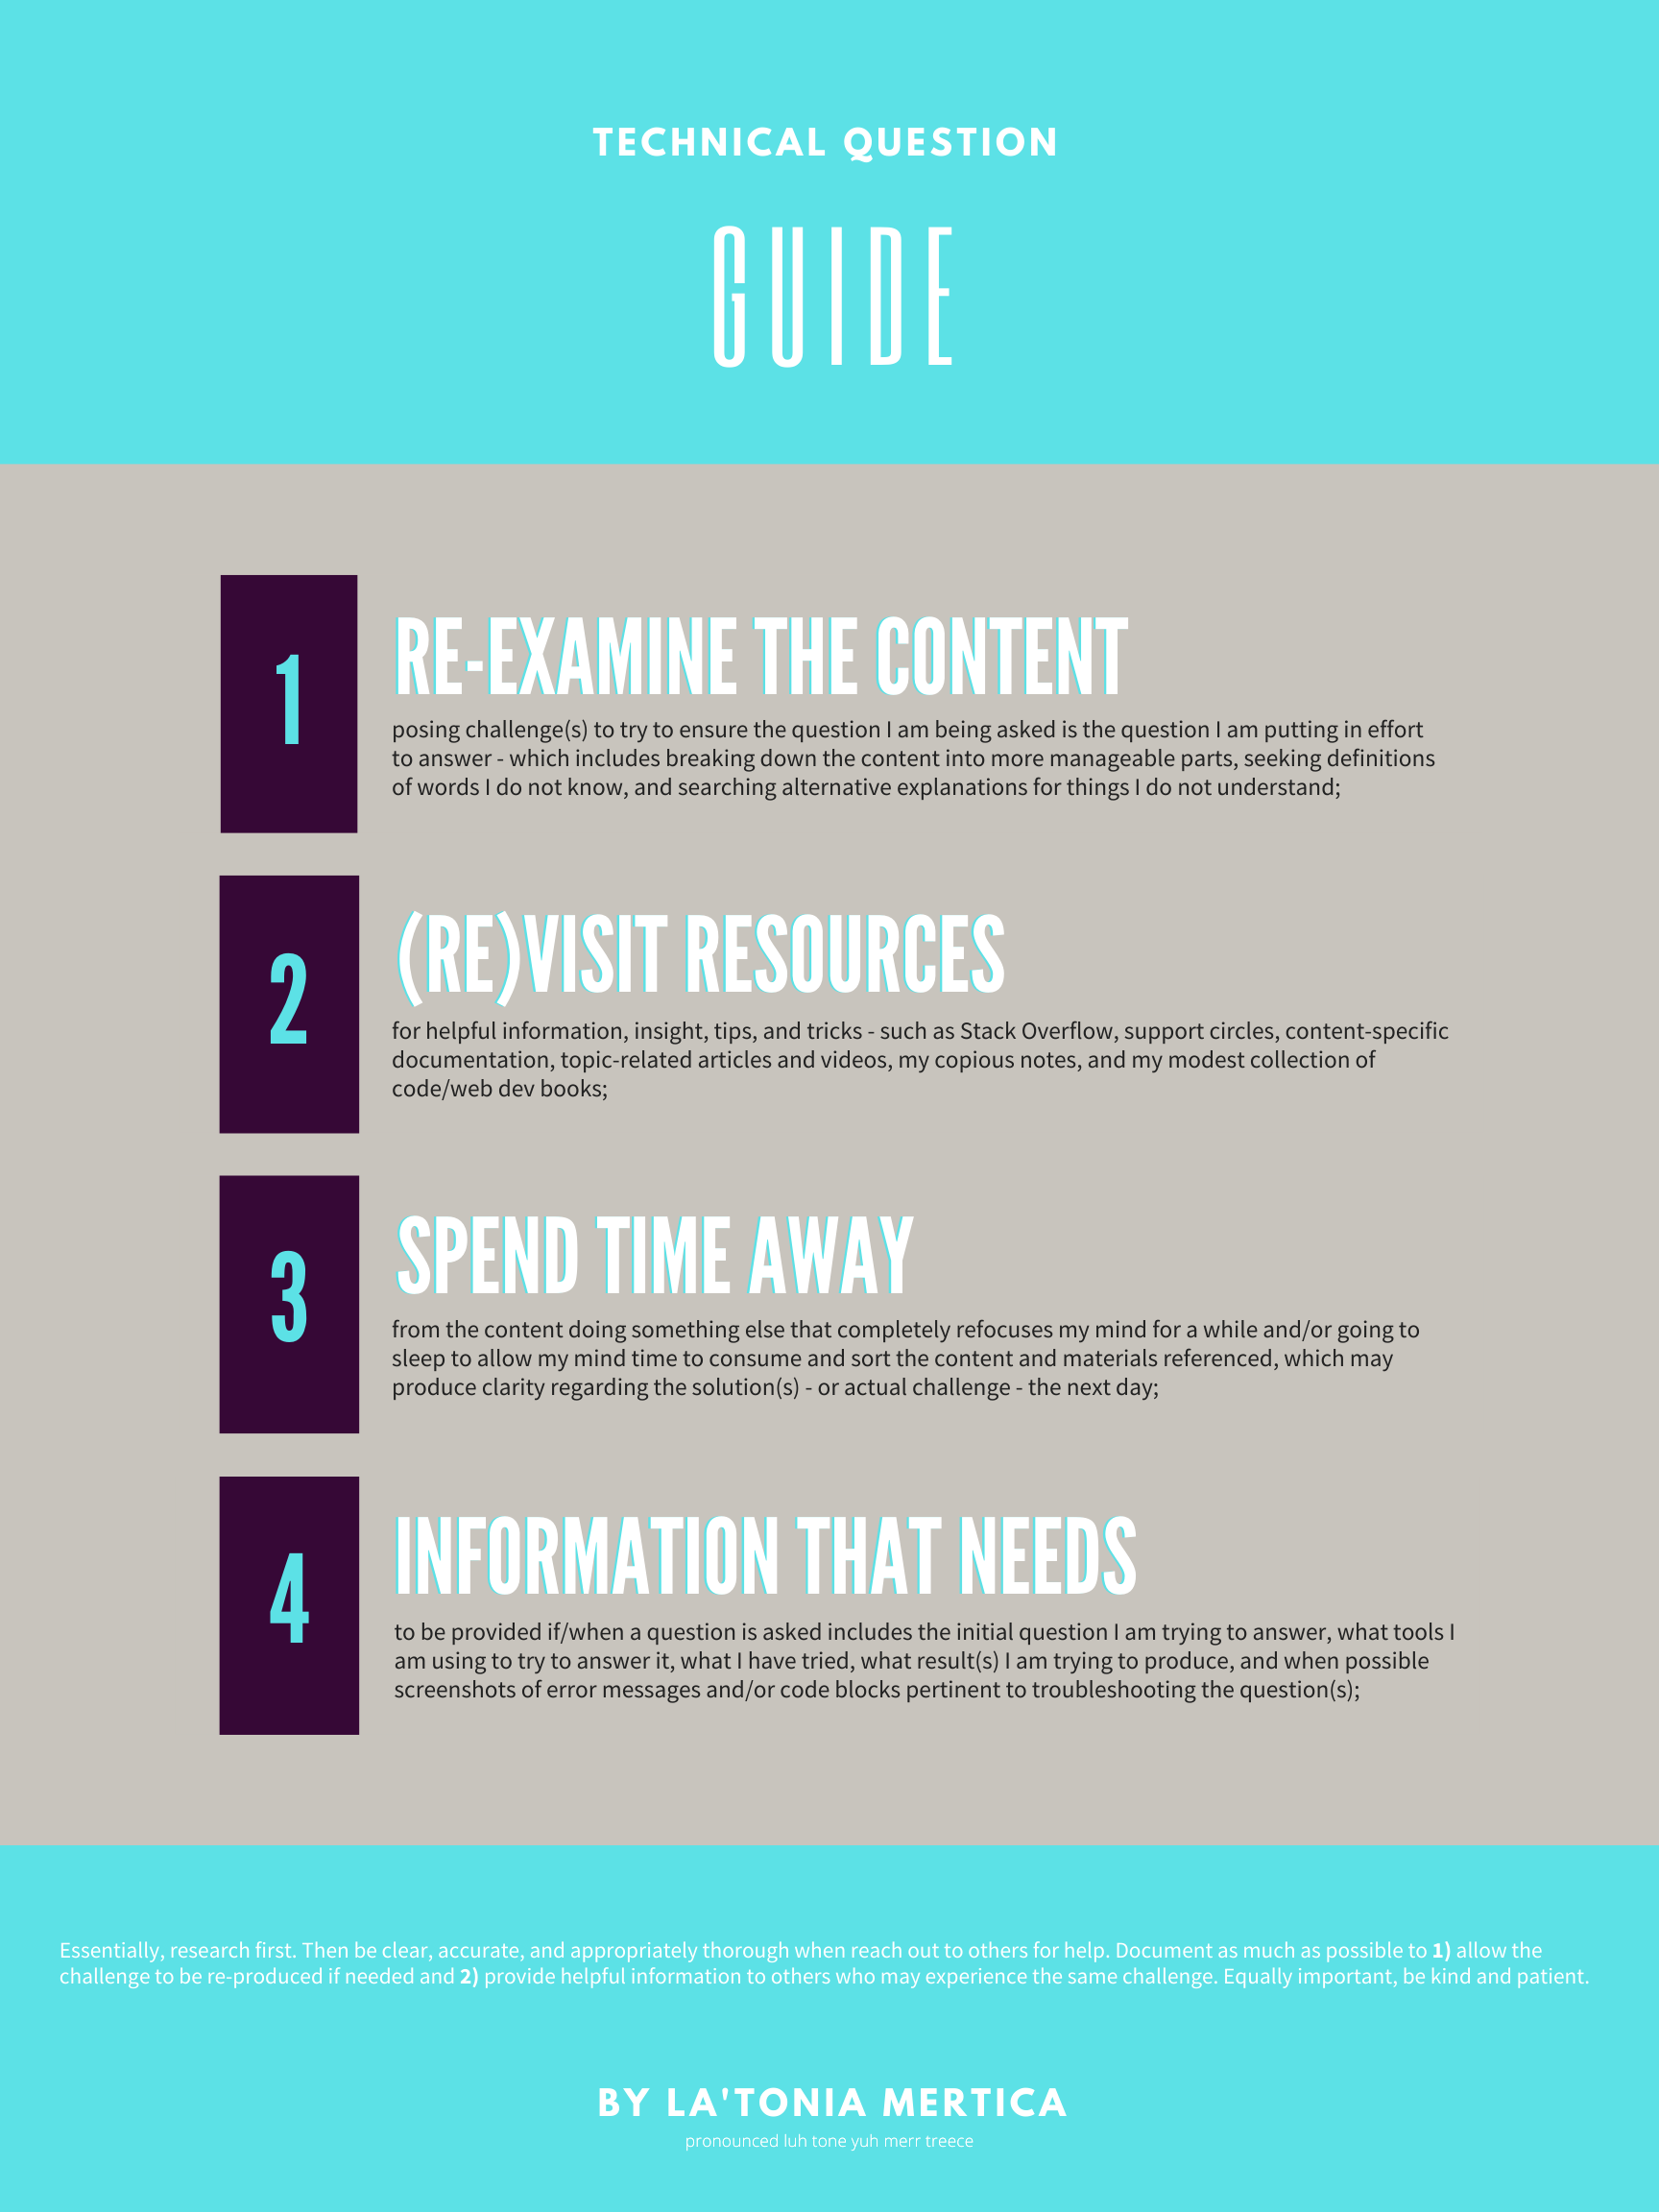 TECHNICAL QUESTION
GUIDE
1
RE-EXAMINE THE CONTENT
posing challenge(s) to try to ensure the question I am being asked is the question I am putting in effort
to answer - which includes breaking down the content into more manageable parts, seeking definitions
of words I do not know, and searching alternative explanations for things I do not understand;
2
(RE)VISIT RESOURCES
for helpful information, insight, tips, and tricks - such as Stack Overflow, support circles, content-specific
documentation, topic-related articles and videos, my copious notes, and my modest collection of
code/web dev books;
3
SPEND TIME AWAY
from the content doing something else that completely refocuses my mind for a while and/or going to
sleep to allow my mind time to consume and sort the content and materials referenced, which may
produce clarity regarding the solution(s) - or actual challenge - the next day;
4
INFORMATION THAT NEEDS
to be provided if/when a question is asked includes the initial question I am trying to answer, what tools I
am using to try to answer it, what I have tried, what result(s) I am trying to produce, and when possible
screenshots of error messages and/or code blocks pertinent to troubleshooting the question(s);
Essentially, research first. Then be clear, accurate, and appropriately thorough when reach out to others for help. Document as much as possible to 1) allow the
challenge to be re-produced if needed and 2) provide helpful information to others who may experience the same challenge. Equally important, be kind and patient.
BY LA'TONIA MERTICA
pronounced luh tone yuh merr treece